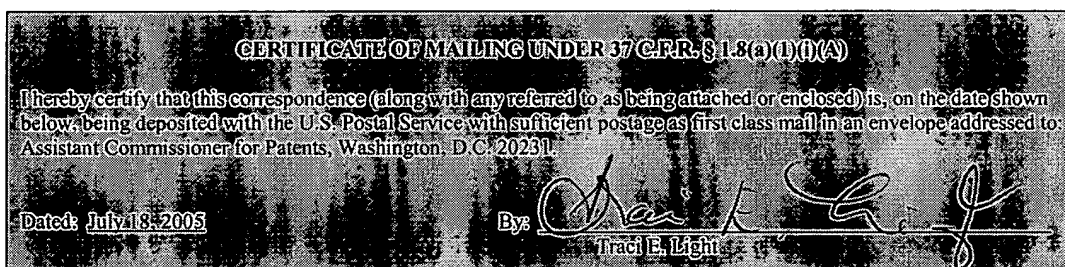 CERTIFICATE OF MAILING UNDER 37 C.F.R. § 1.8(a)(1)(i)(A)
I hereby certify that this correspondence (along with any referred to as being attached or enclosed) is, on the date shown
below, being deposited with the U.S. Postal Service with sufficient postage as first class mail in an envelope addressed to:
Assistant Commissioner for Patents, Washington, D.C. 20231.
Dated: July 18, 2005 By:
Traci E. Light